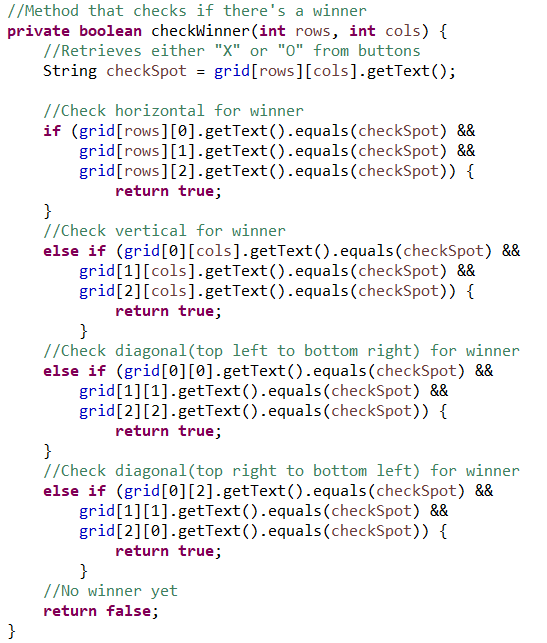 //Method that checks if there's a winner
private boolean checkWinner(int rows, int cols) {
    //Retrieves either "X" or "O" from buttons
    String checkSpot = grid[rows][cols].getText();

    //Check horizontal for winner
    if (grid[rows][0].getText().equals(checkSpot) &&
        grid[rows][1].getText().equals(checkSpot) &&
        grid[rows][2].getText().equals(checkSpot)) {
            return true;
    }
    //Check vertical for winner
    else if (grid[0][cols].getText().equals(checkSpot) &&
        grid[1][cols].getText().equals(checkSpot) &&
        grid[2][cols].getText().equals(checkSpot)) {
            return true;
        }
    //Check diagonal(top left to bottom right) for winner
    else if (grid[0][0].getText().equals(checkSpot) &&
        grid[1][1].getText().equals(checkSpot) &&
        grid[2][2].getText().equals(checkSpot)) {
            return true;
    }
    //Check diagonal(top right to bottom left) for winner
    else if (grid[0][2].getText().equals(checkSpot) &&
        grid[1][1].getText().equals(checkSpot) &&
        grid[2][0].getText().equals(checkSpot)) {
            return true;
        }
    //No winner yet
    return false;
}